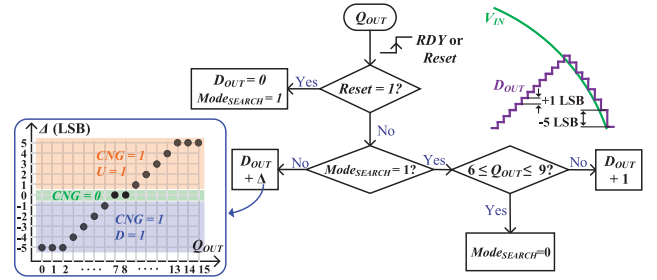 Q_OUT
RDY or
Reset
Reset = 1?
Yes
D_OUT = 0
Mode_SEARCH = 1
No
Mode_SEARCH = 1?
No
D_OUT
+ Δ
Yes
6 ≤ Q_OUT ≤ 9?
No
D_OUT
+ 1
Yes
Mode_SEARCH=0
V_IN
D_OUT
+1 LSB
-5 LSB
Δ (LSB)
5
4
3
2
1
0
-1
-2
-3
-4
-5
CNG = 1
U = 1
CNG = 0
CNG = 1
D = 1
Q_OUT
0 1 2 ···· 7 8 ···· 13 14 15